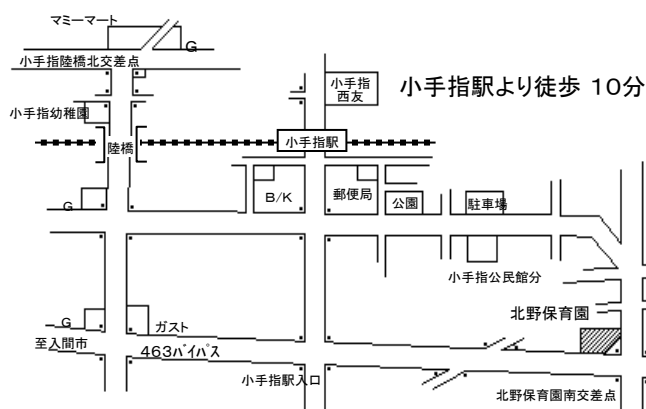 マミーマート
G
小手指陸橋北交差点
小手指
西友
小手指駅より徒歩 10分
小手指幼稚園
陸橋
小手指駅
B/K
郵便局
公園
駐車場
G
小手指公民館分
北野保育園
G
ガスト
至入間市
463バイパス
小手指駅入口
北野保育園南交差点